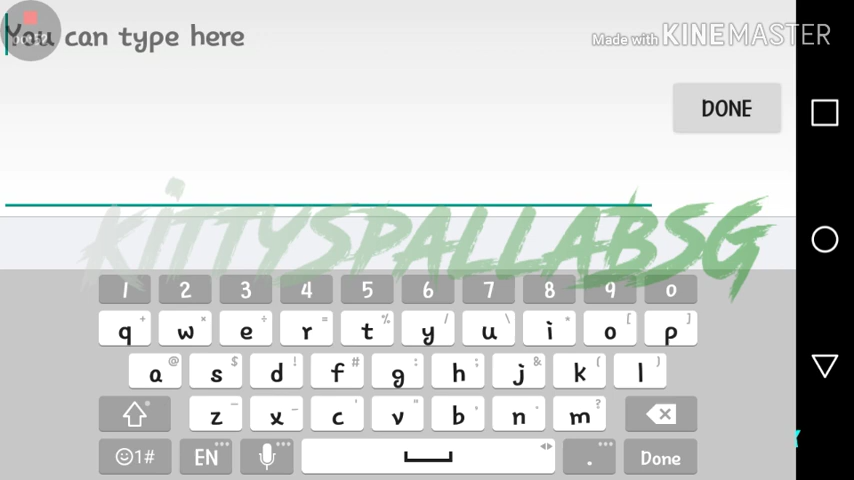 You can type here
Made with KINEMASTER
DONE
KITTYSPALLABSG
1 2 3 4 5 6 7 8 9 0
q + w × e ÷ r = t % y / u \ i * o [ p ]
a @ s $ d ! f # g : h ; j & k ( l )
z – x _ c ' v " b , n . m ?
☺1# EN . Done